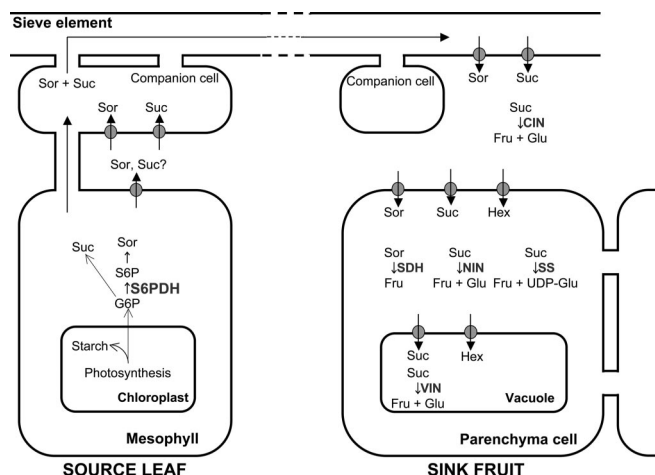 Sieve element
Sor + Suc
Companion cell
Companion cell
Sor
Suc
Sor
Suc
Suc
↓CIN
Fru + Glu
Sor, Suc?
Sor
Suc
Hex
Suc
Sor
↑
S6P
↑S6PDH
G6P
Sor
↓SDH
Fru
Suc
↓NIN
Fru + Glu
Suc
↓SS
Fru + UDP-Glu
Starch
Photosynthesis
Chloroplast
Suc
Hex
Suc
↓VIN
Fru + Glu
Vacuole
Mesophyll
Parenchyma cell
SOURCE LEAF
SINK FRUIT